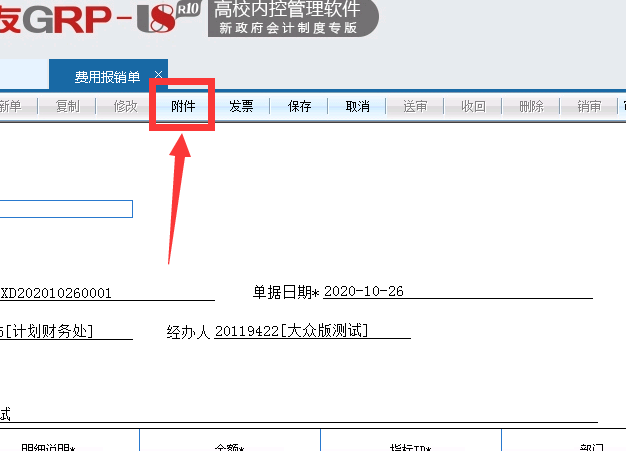 友GRP-U8 R10 高校内控管理软件
新政府会计制度专版
费用报销单 ×
新单 复制 修改 附件 发票 保存 取消 送审 收回 删除 销审
XD202010260001 单据日期* 2020-10-26
[计划财务处] 经办人 20119422[大众版测试]
试
明细说明* 金额* 指标ID* 部门